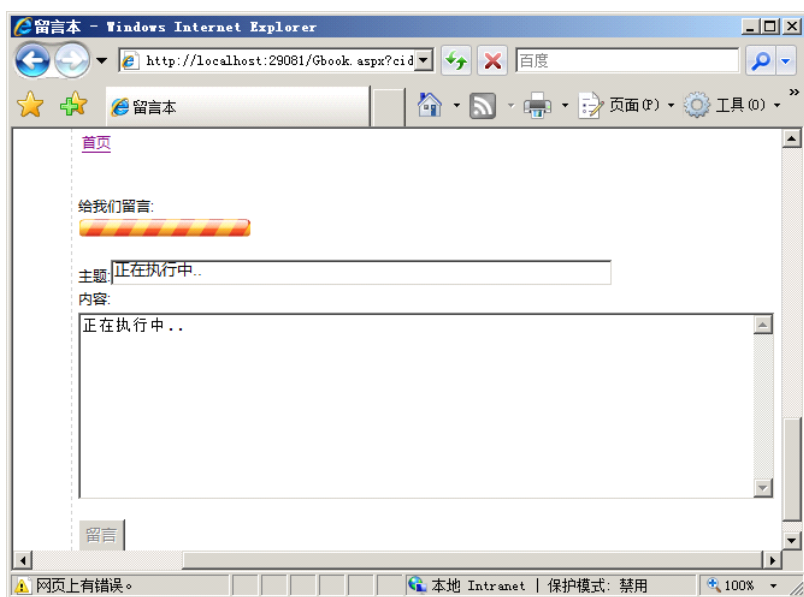 留言本 - Windows Internet Explorer
http://localhost:29081/Gbook.aspx?cid
百度
留言本
页面(P)
工具(O)
»
首页
给我们留言:
主题:正在执行中..
内容:
正在执行中..
留言
网页上有错误。
本地 Intranet | 保护模式: 禁用
100%